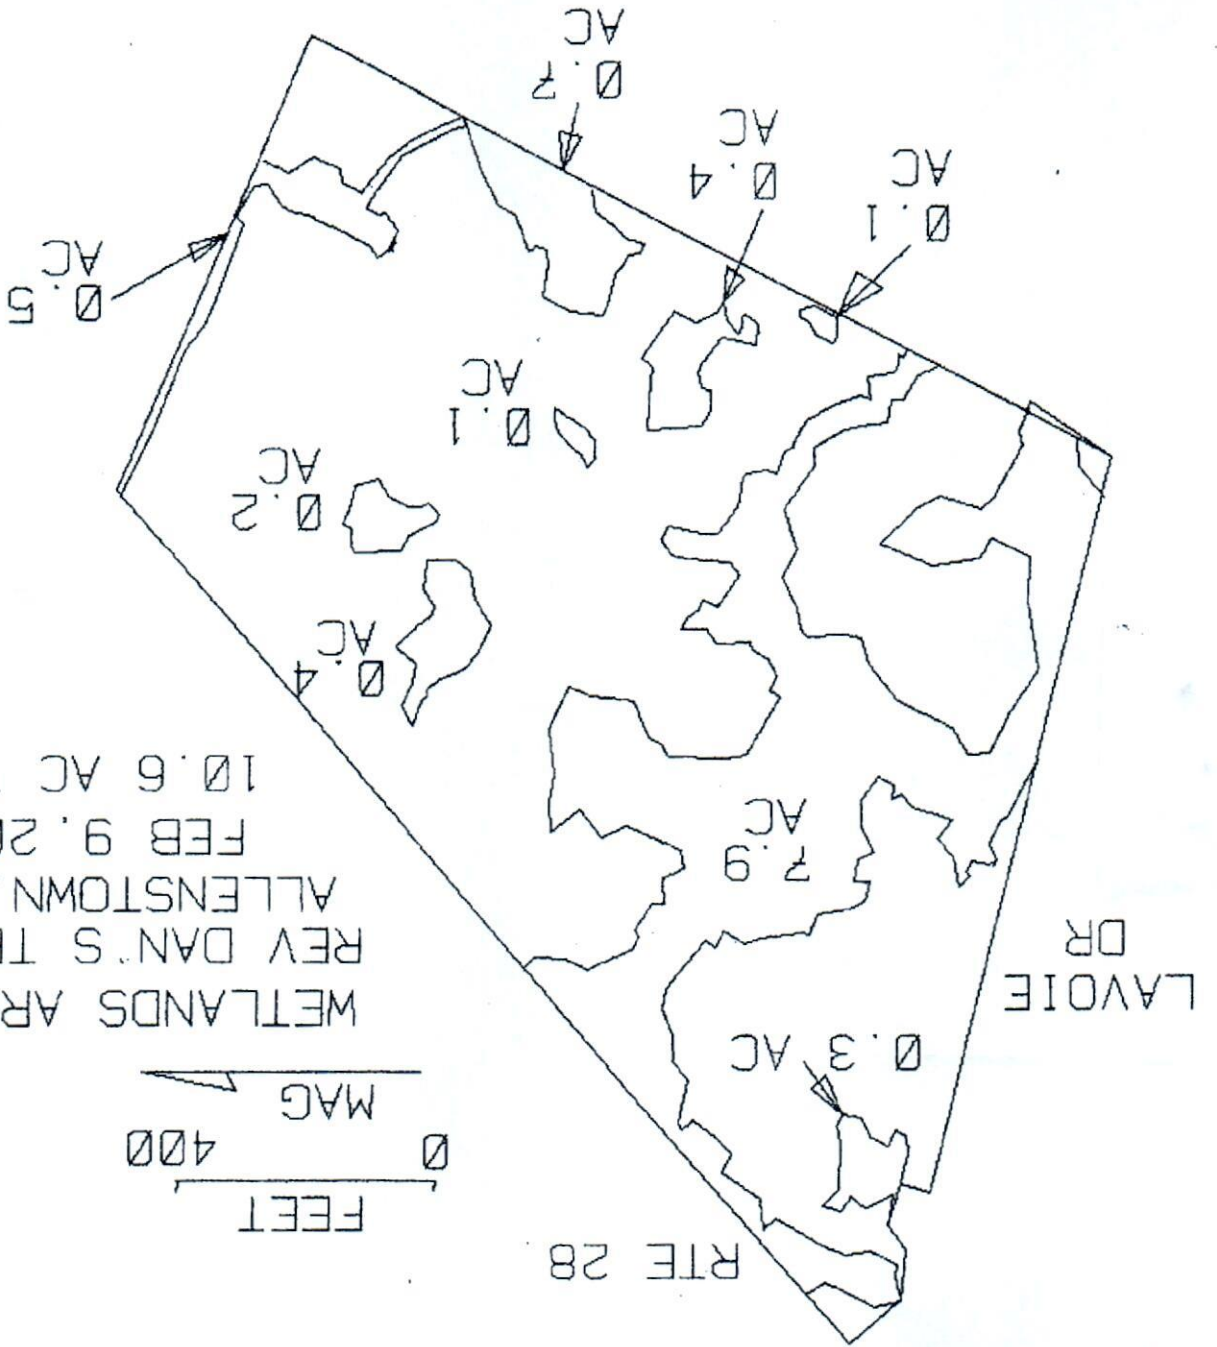 RTE 28
FEET
0 400
MAG
WETLANDS AR
REV DAN'S T
ALLENSTOWN
FEB 9, 2
10.6 AC
0.3 AC
LAVOIE
DR
7.9
AC
0.4
AC
0.2
AC
0.1
AC
0.5
AC
0.1
AC
0.4
AC
0.7
AC